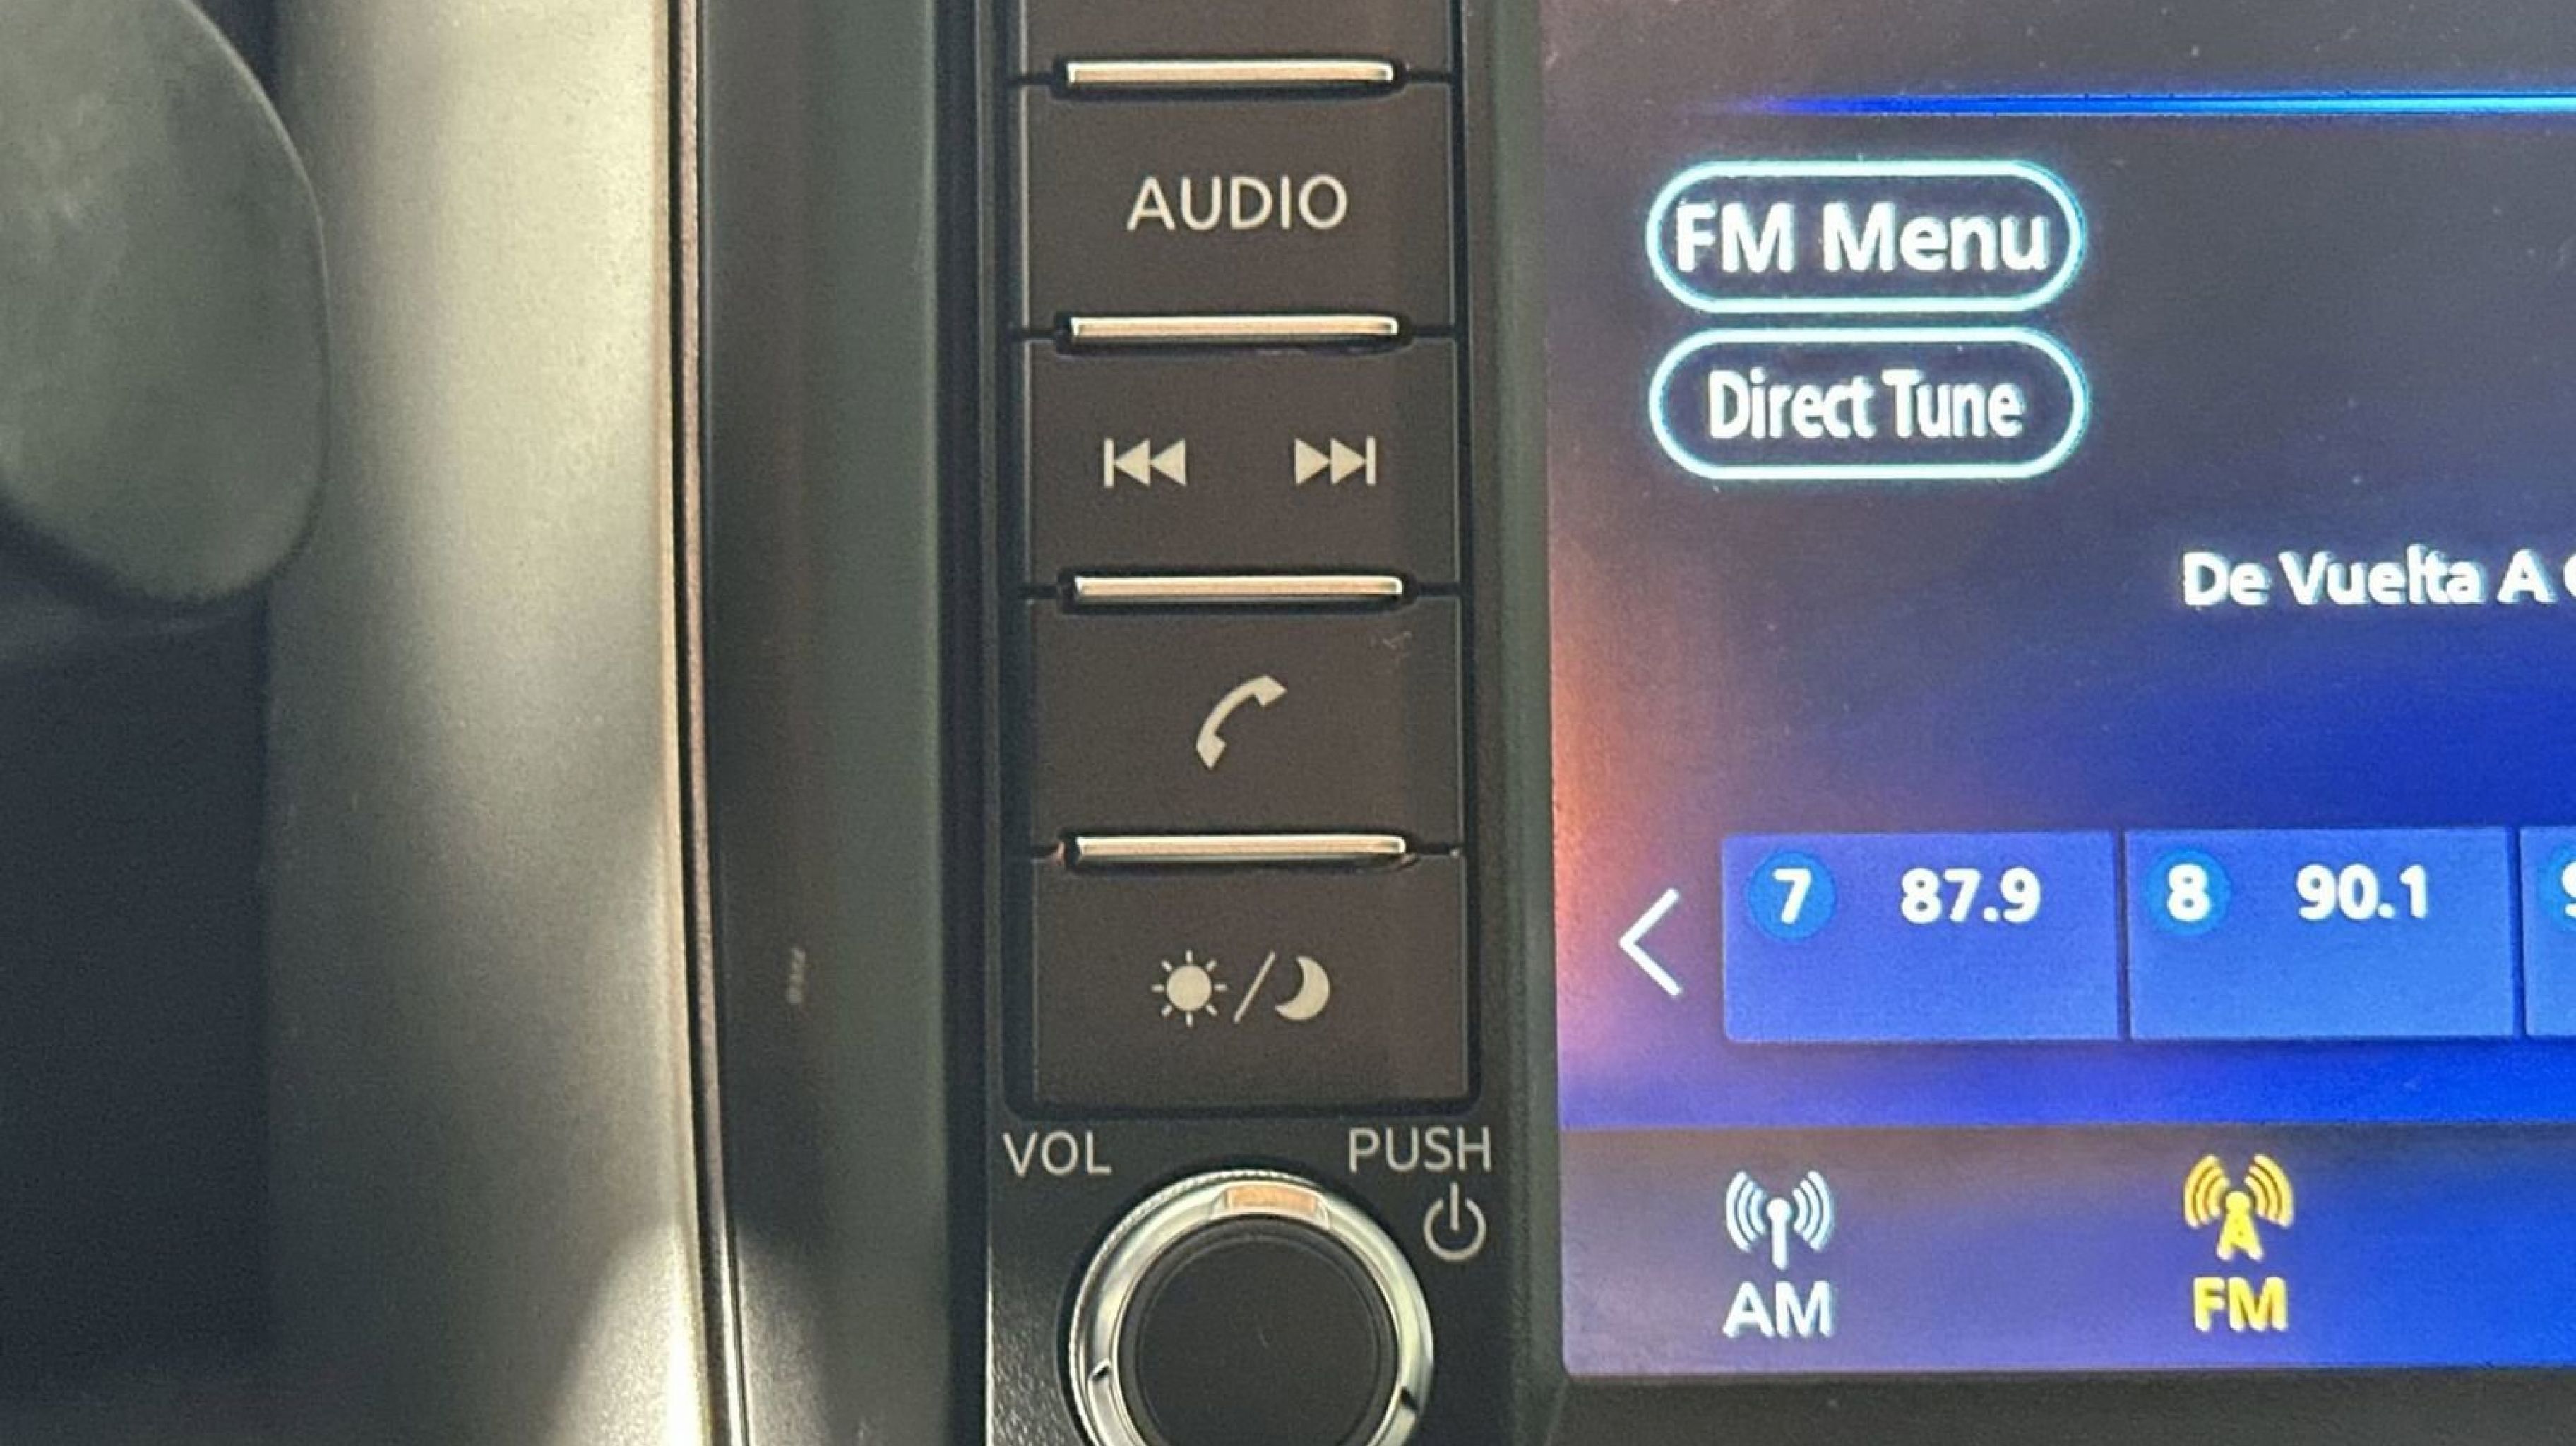 AUDIO
VOL
PUSH
FM Menu
Direct Tune
De Vuelta A
7 87.9
8 90.1
AM
A
FM